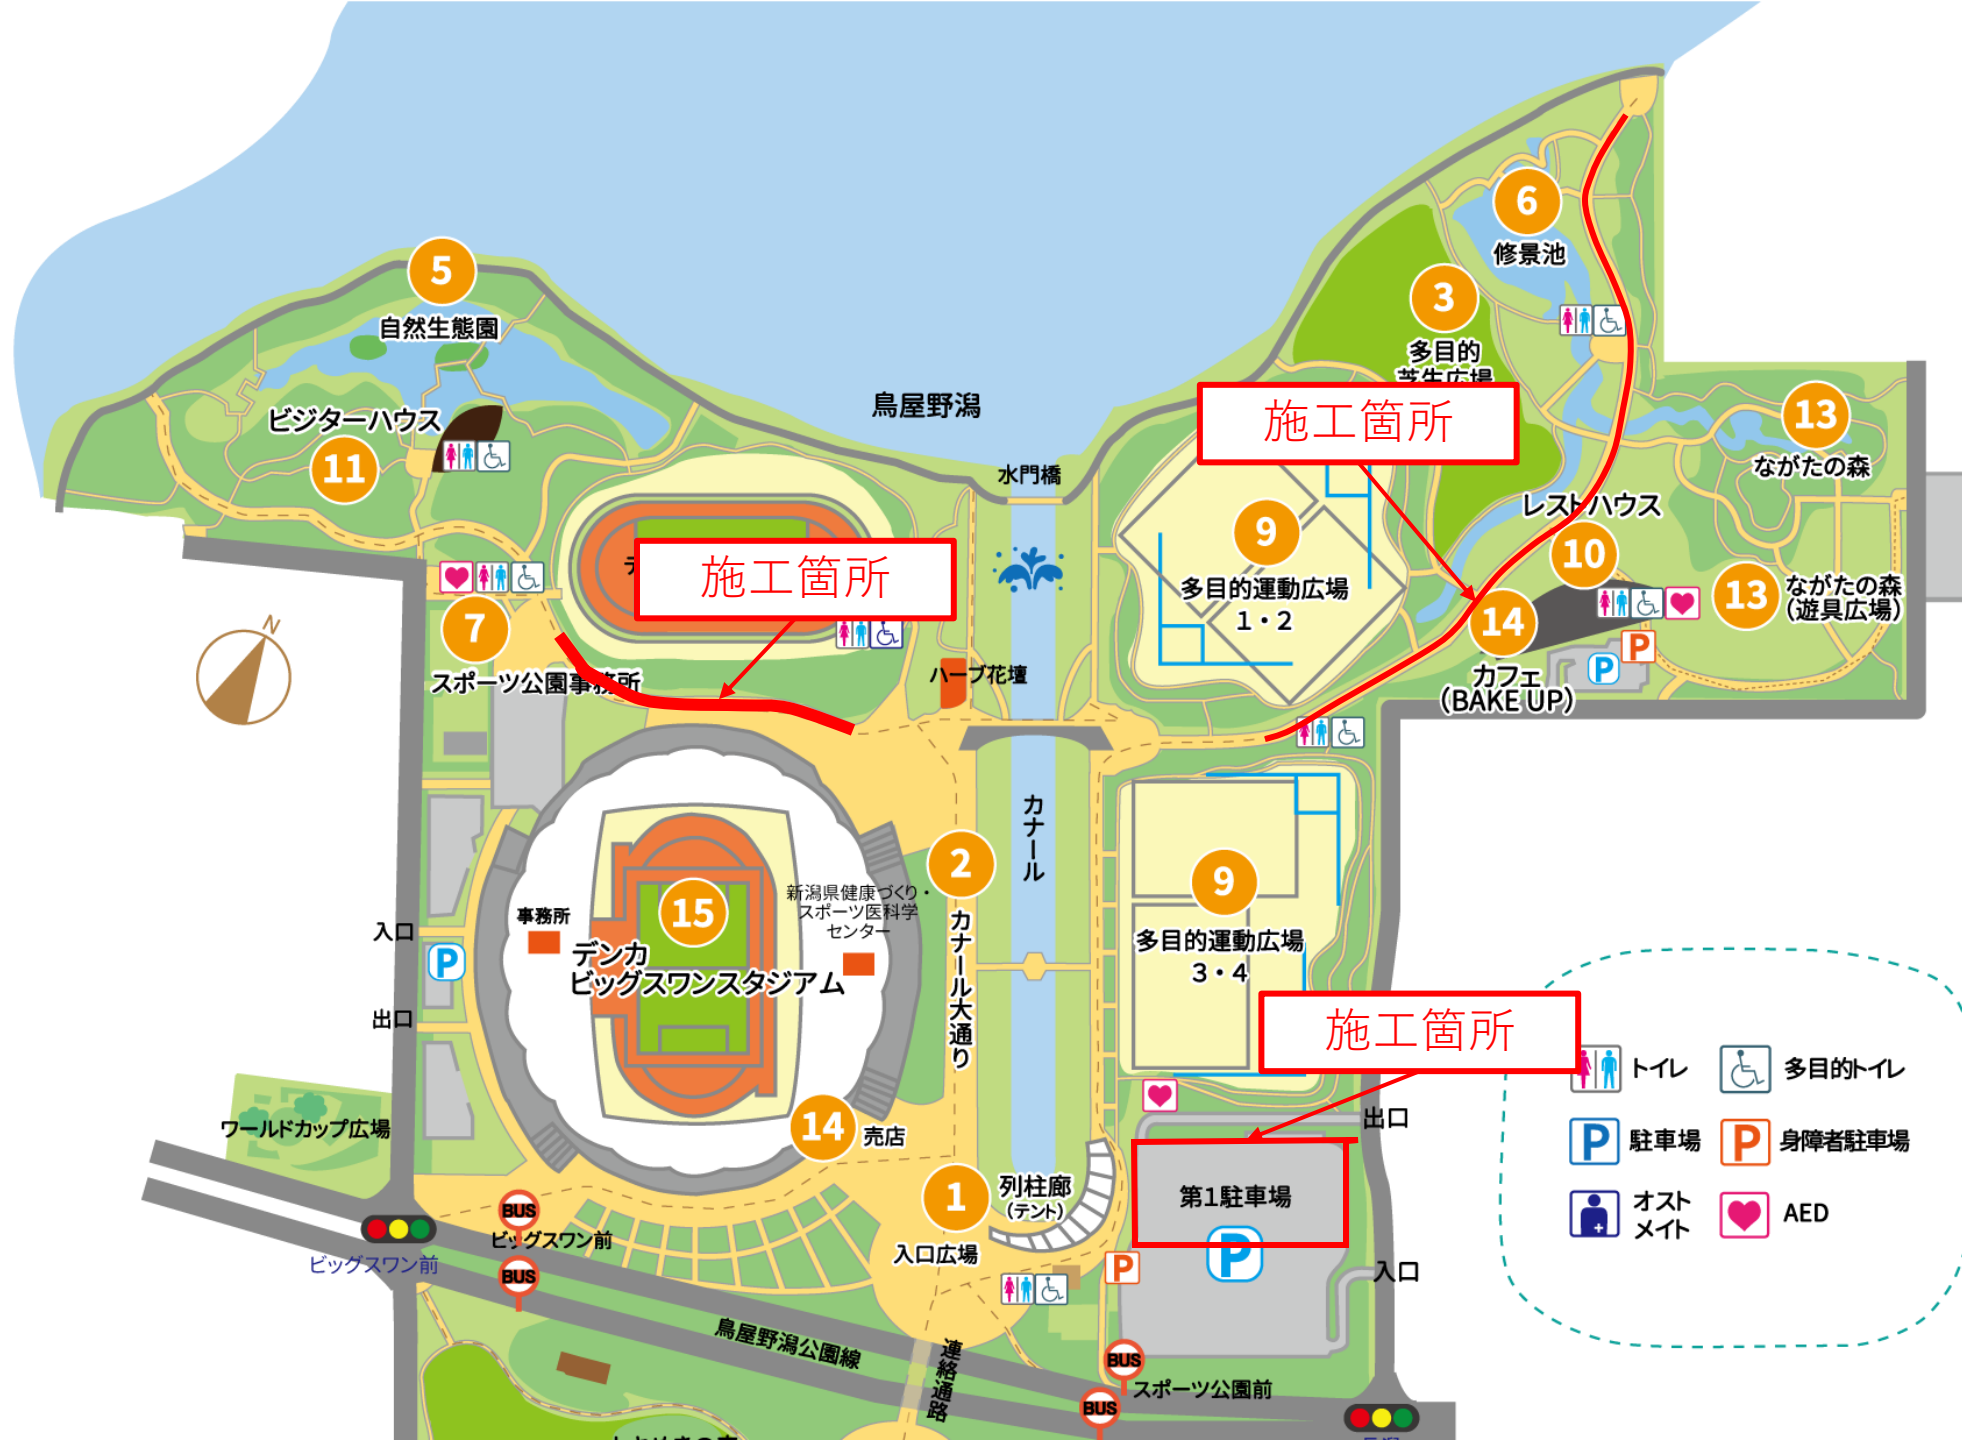 6
修景池
5
3
自然生態園
多目的
芝生広場
鳥屋野潟
13
ながたの森
施工箇所
ビジターハウス
11
水門橋
レストハウス
9
多目的運動広場
1・2
10
施工箇所
13
ながたの森
（遊具広場）
7
スポーツ公園事務所
14
カフェ
（BAKE UP）
N
ハーブ花壇
カナール
2
カナール大通り
15
新潟県健康づくり・
スポーツ医科学
センター
事務所
デンカ
ビッグスワンスタジアム
9
多目的運動広場
3・4
入口
P
出口
施工箇所
トイレ
多目的トイレ
P
駐車場
P
身障者駐車場
オスト
メイト
AED
出口
ワールドカップ広場
14
売店
1
列柱廊
（テント）
入口広場
第1駐車場
P
P
入口
BUS
ビッグスワン前
BUS
ビッグスワン前
鳥屋野潟公園線
連絡通路
BUS
スポーツ公園前
BUS
P
P